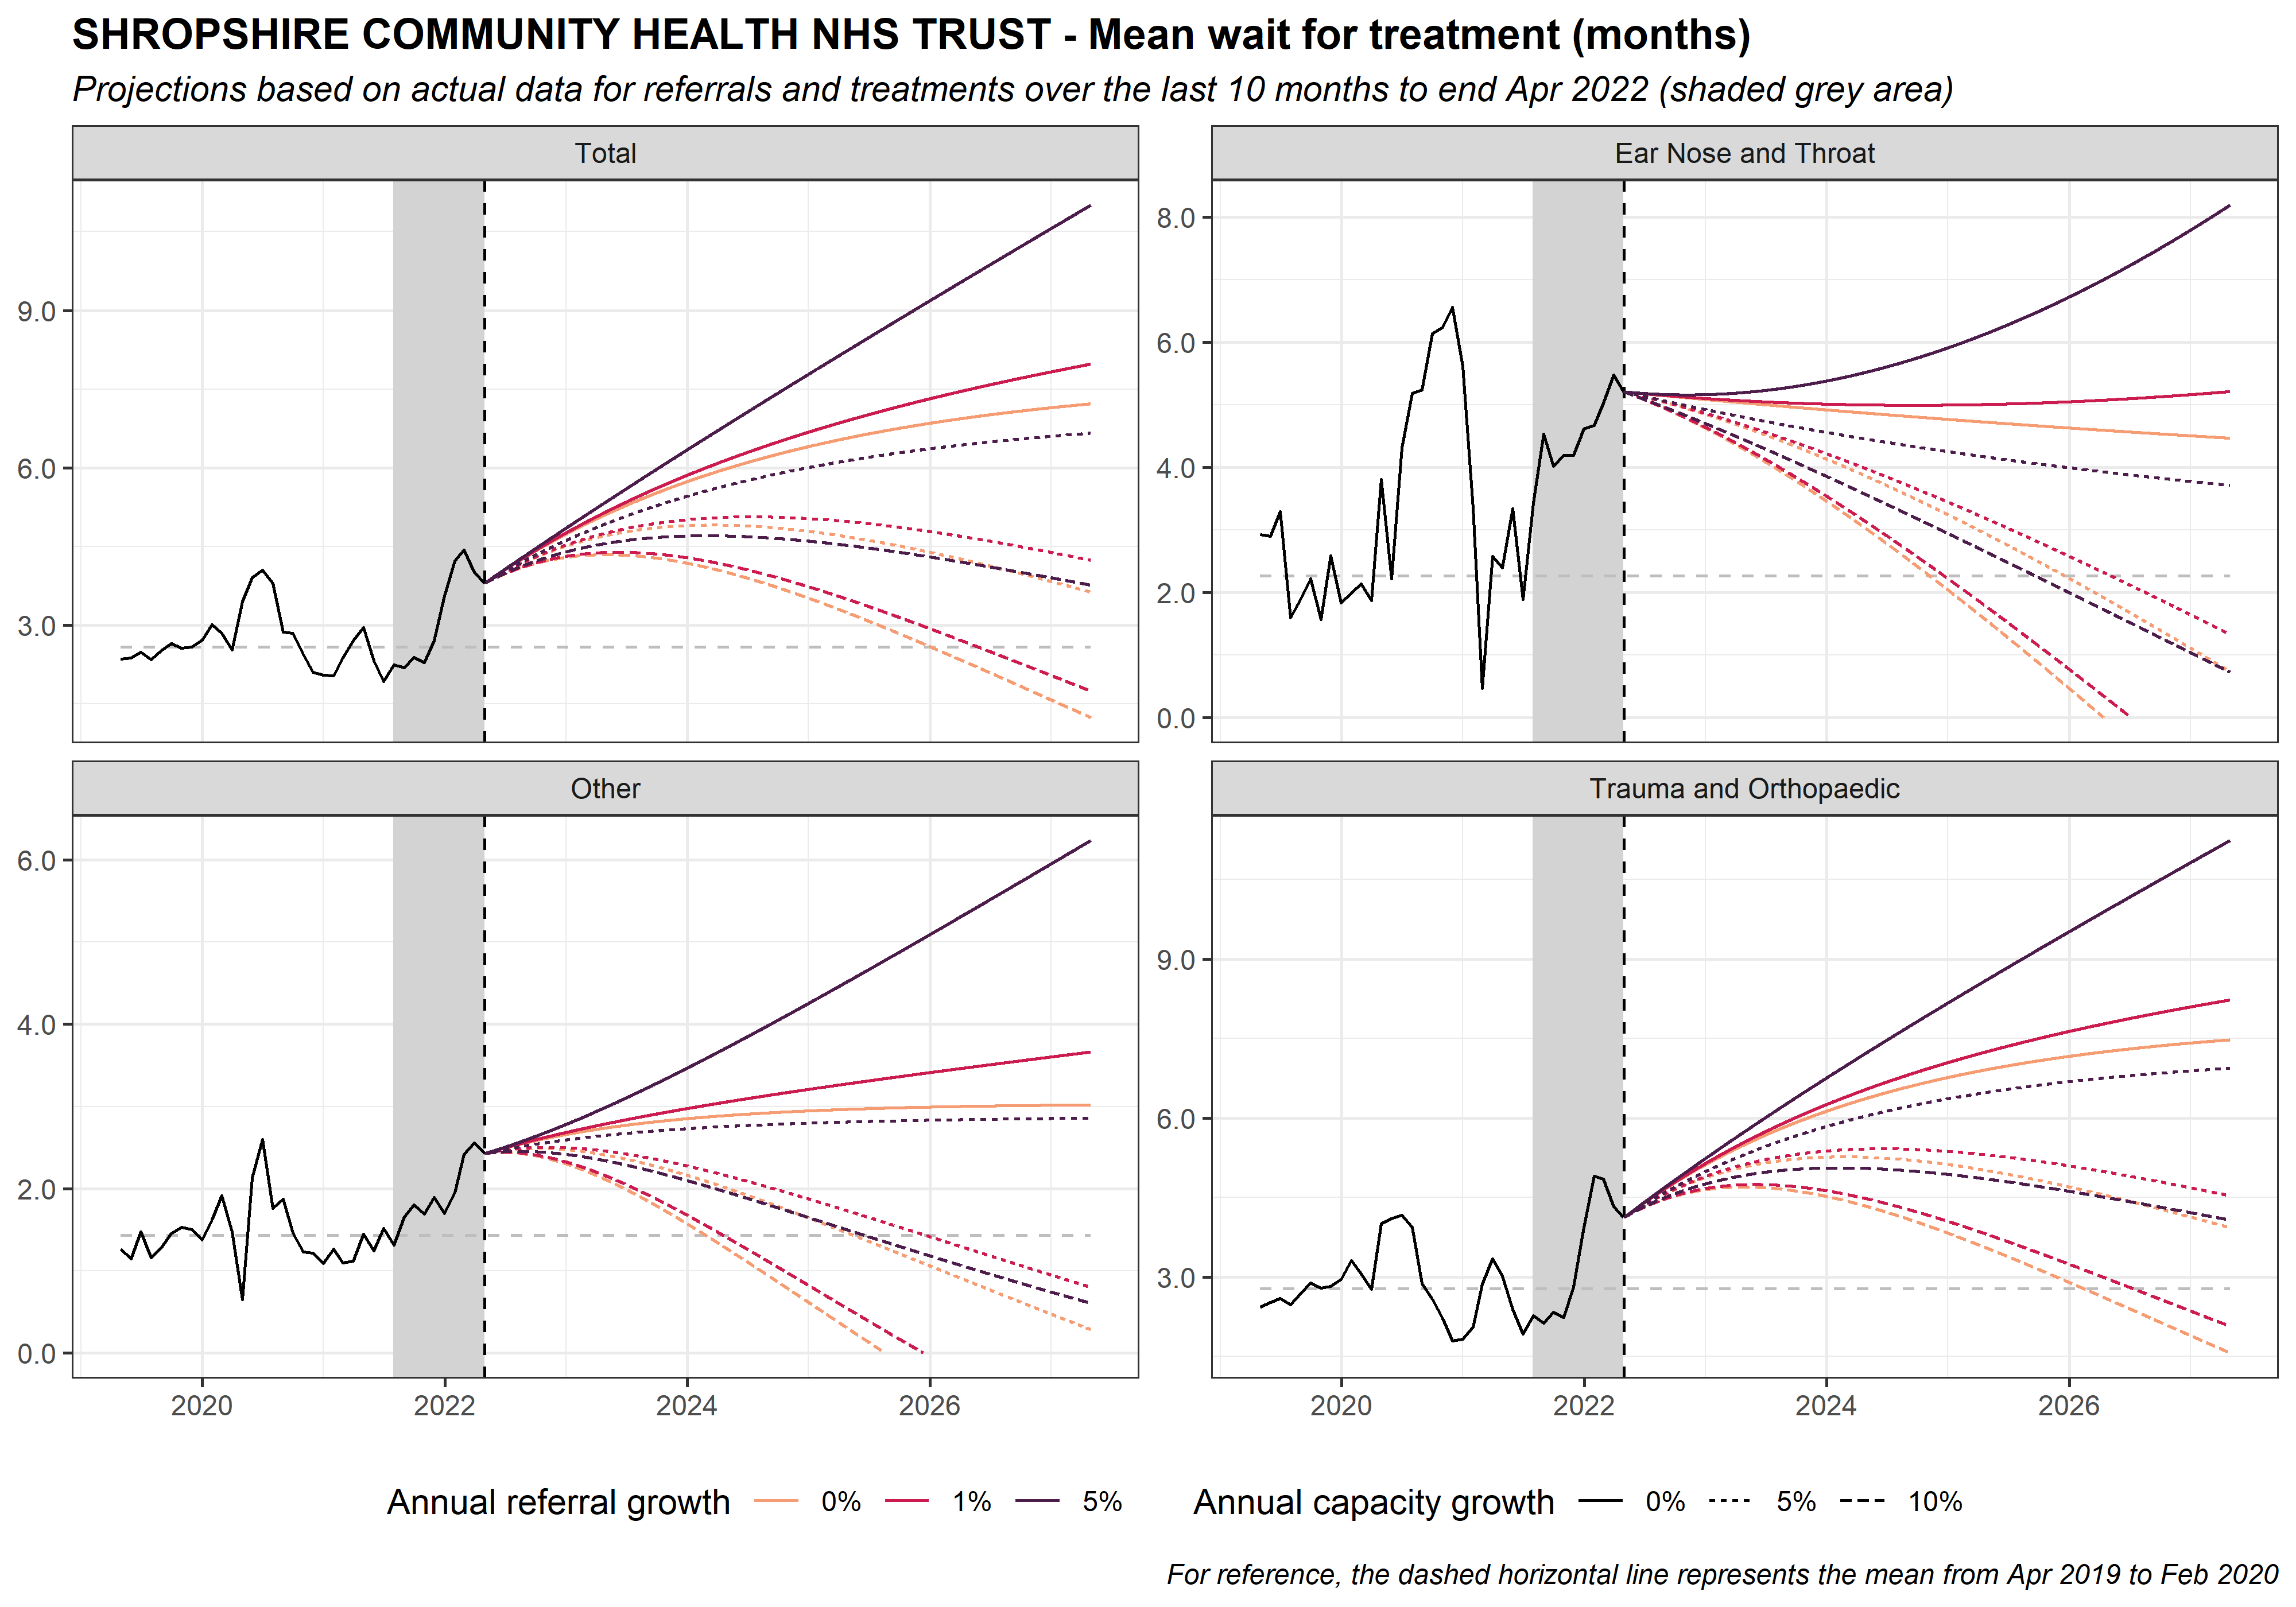 SHROPSHIRE COMMUNITY HEALTH NHS TRUST - Mean wait for treatment (months)
Projections based on actual data for referrals and treatments over the last 10 months to end Apr 2022 (shaded grey area)
Total
9.0
6.0
3.0
Ear Nose and Throat
8.0
6.0
4.0
2.0
0.0
Other
6.0
4.0
2.0
0.0
2020 2022 2024 2026
Trauma and Orthopaedic
9.0
6.0
3.0
2020 2022 2024 2026
Annual referral growth 0% 1% 5%
Annual capacity growth 0% 5% 10%
For reference, the dashed horizontal line represents the mean from Apr 2019 to Feb 2020